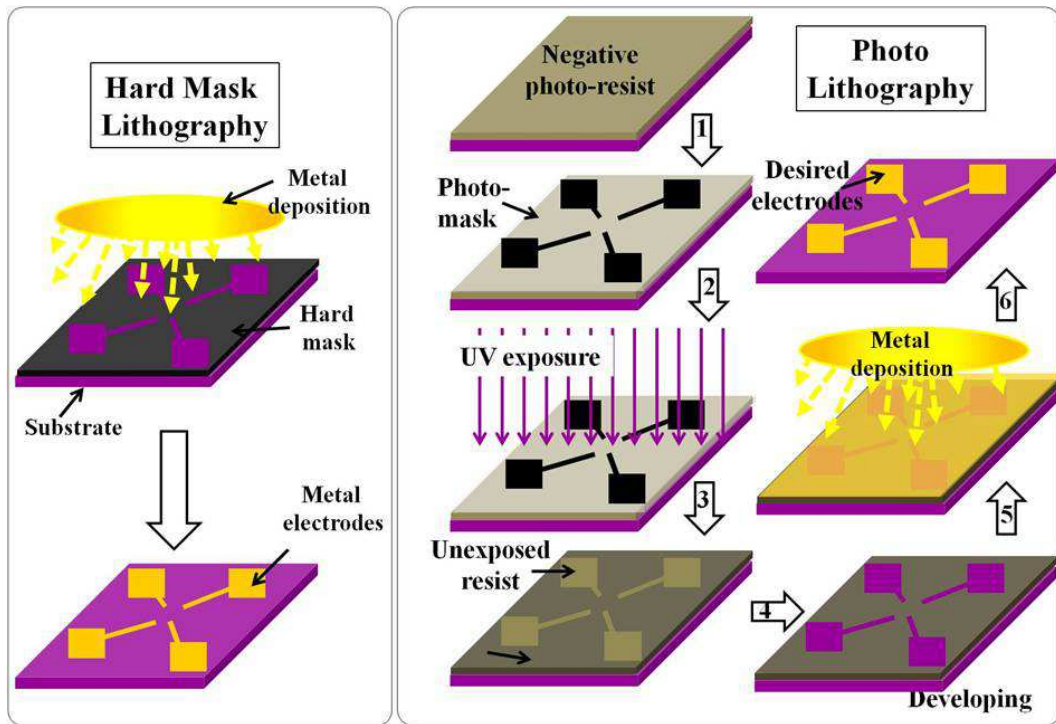 Hard Mask
Lithography
Metal
deposition
Hard
mask
Substrate
Metal
electrodes
Negative
photo-resist
Photo
Lithography
1
Photo-
mask
2
UV exposure
3
Unexposed
resist
4
Developing
5
Metal
deposition
6
Desired
electrodes